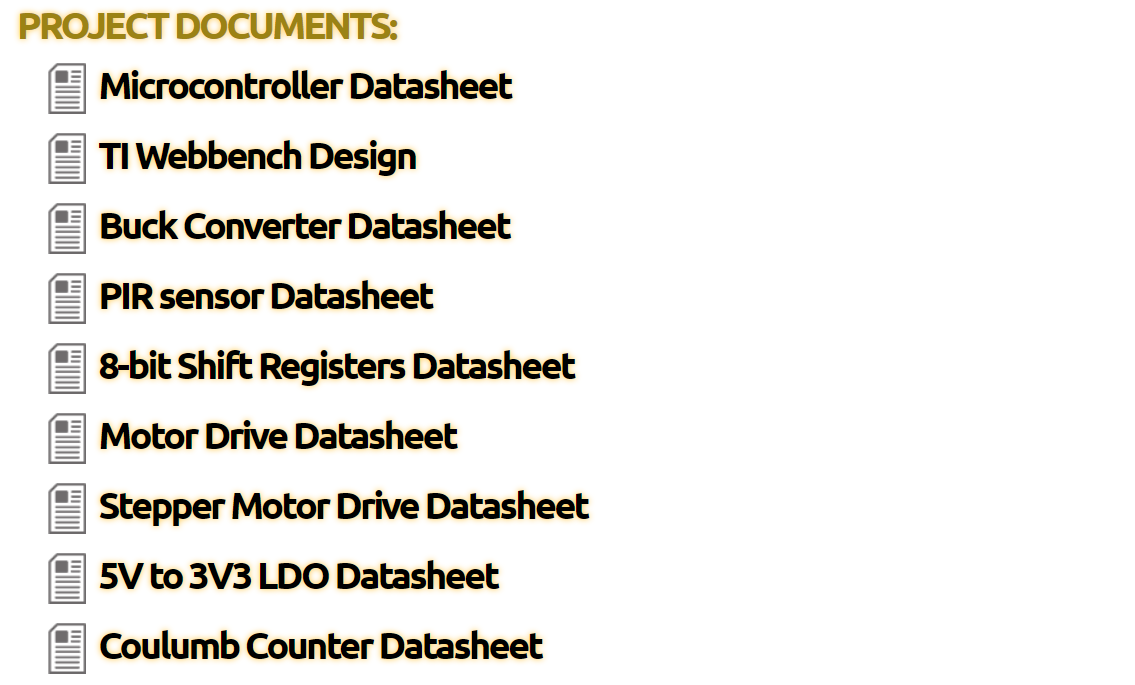 PROJECT DOCUMENTS:
Microcontroller Datasheet
TI Webbench Design
Buck Converter Datasheet
PIR sensor Datasheet
8-bit Shift Registers Datasheet
Motor Drive Datasheet
Stepper Motor Drive Datasheet
5V to 3V3 LDO Datasheet
Coulumb Counter Datasheet